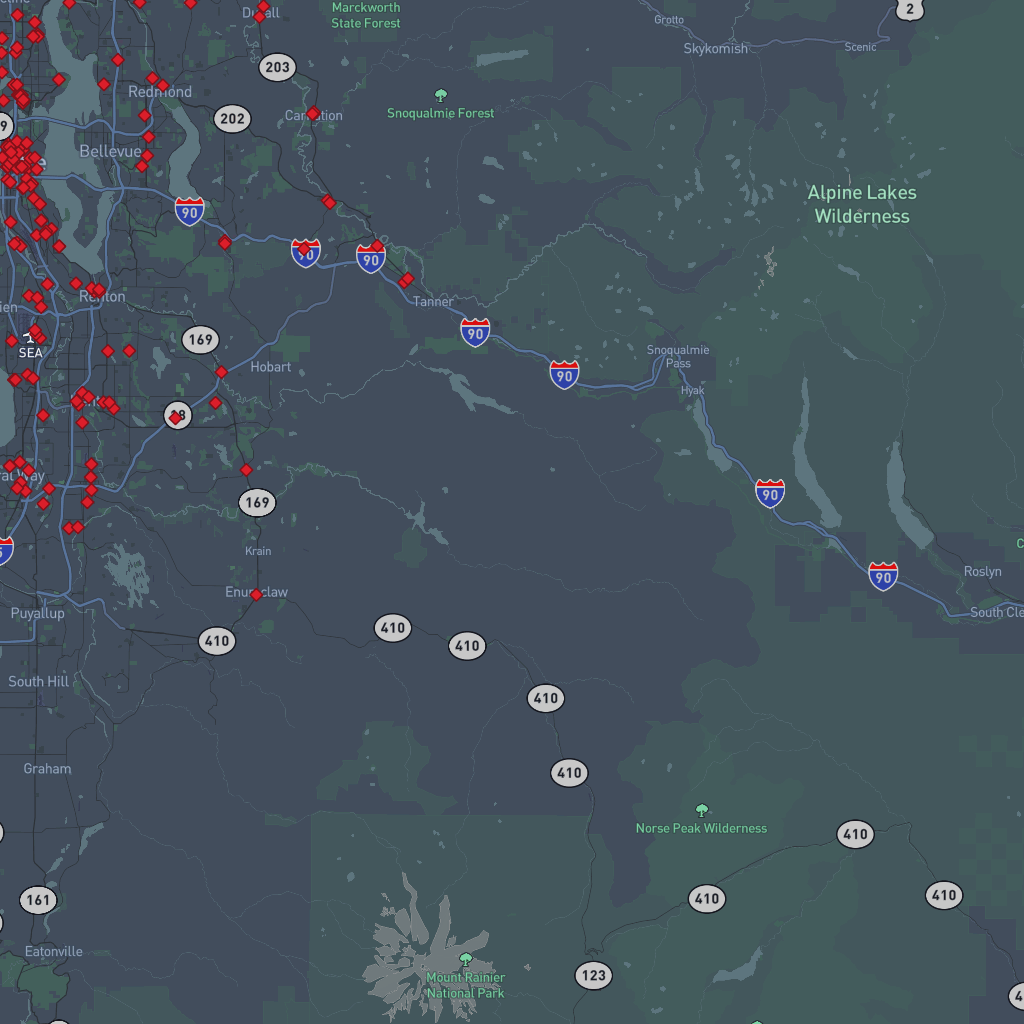 Marckworth
State Forest
Grotto
2
Skykomish
Scenic
203
Redmond
Snoqualmie Forest
202
9
Bellevue
Alpine Lakes
Wilderness
90
90
90
Renton
Tanner
90
169
SEA
Hobart
Snoqualmie
Pass
90
Hyak
90
169
Krain
Roslyn
90
Enumclaw
South Cle
Puyallup
410
410
410
South Hill
410
Graham
410
Norse Peak Wilderness
410
161
410
410
Eatonville
Mount Rainier
National Park
123